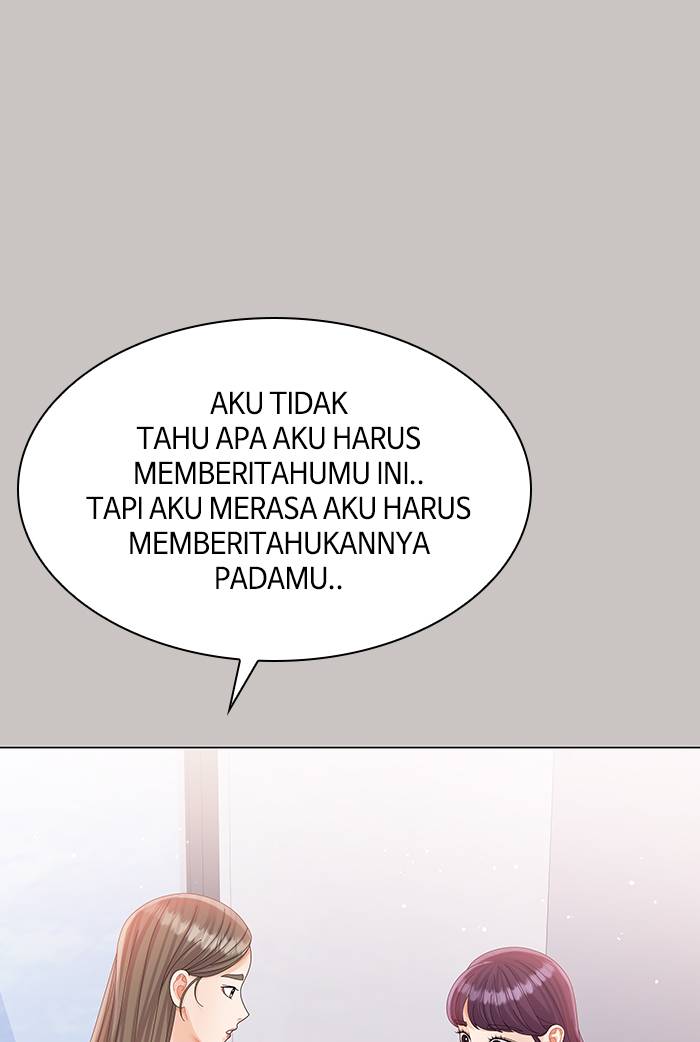 AKU TIDAK
TAHU APA AKU HARUS
MEMBERITAHUMU INI..
TAPI AKU MERASA AKU HARUS
MEMBERITAHUKANNYA
PADAMU..